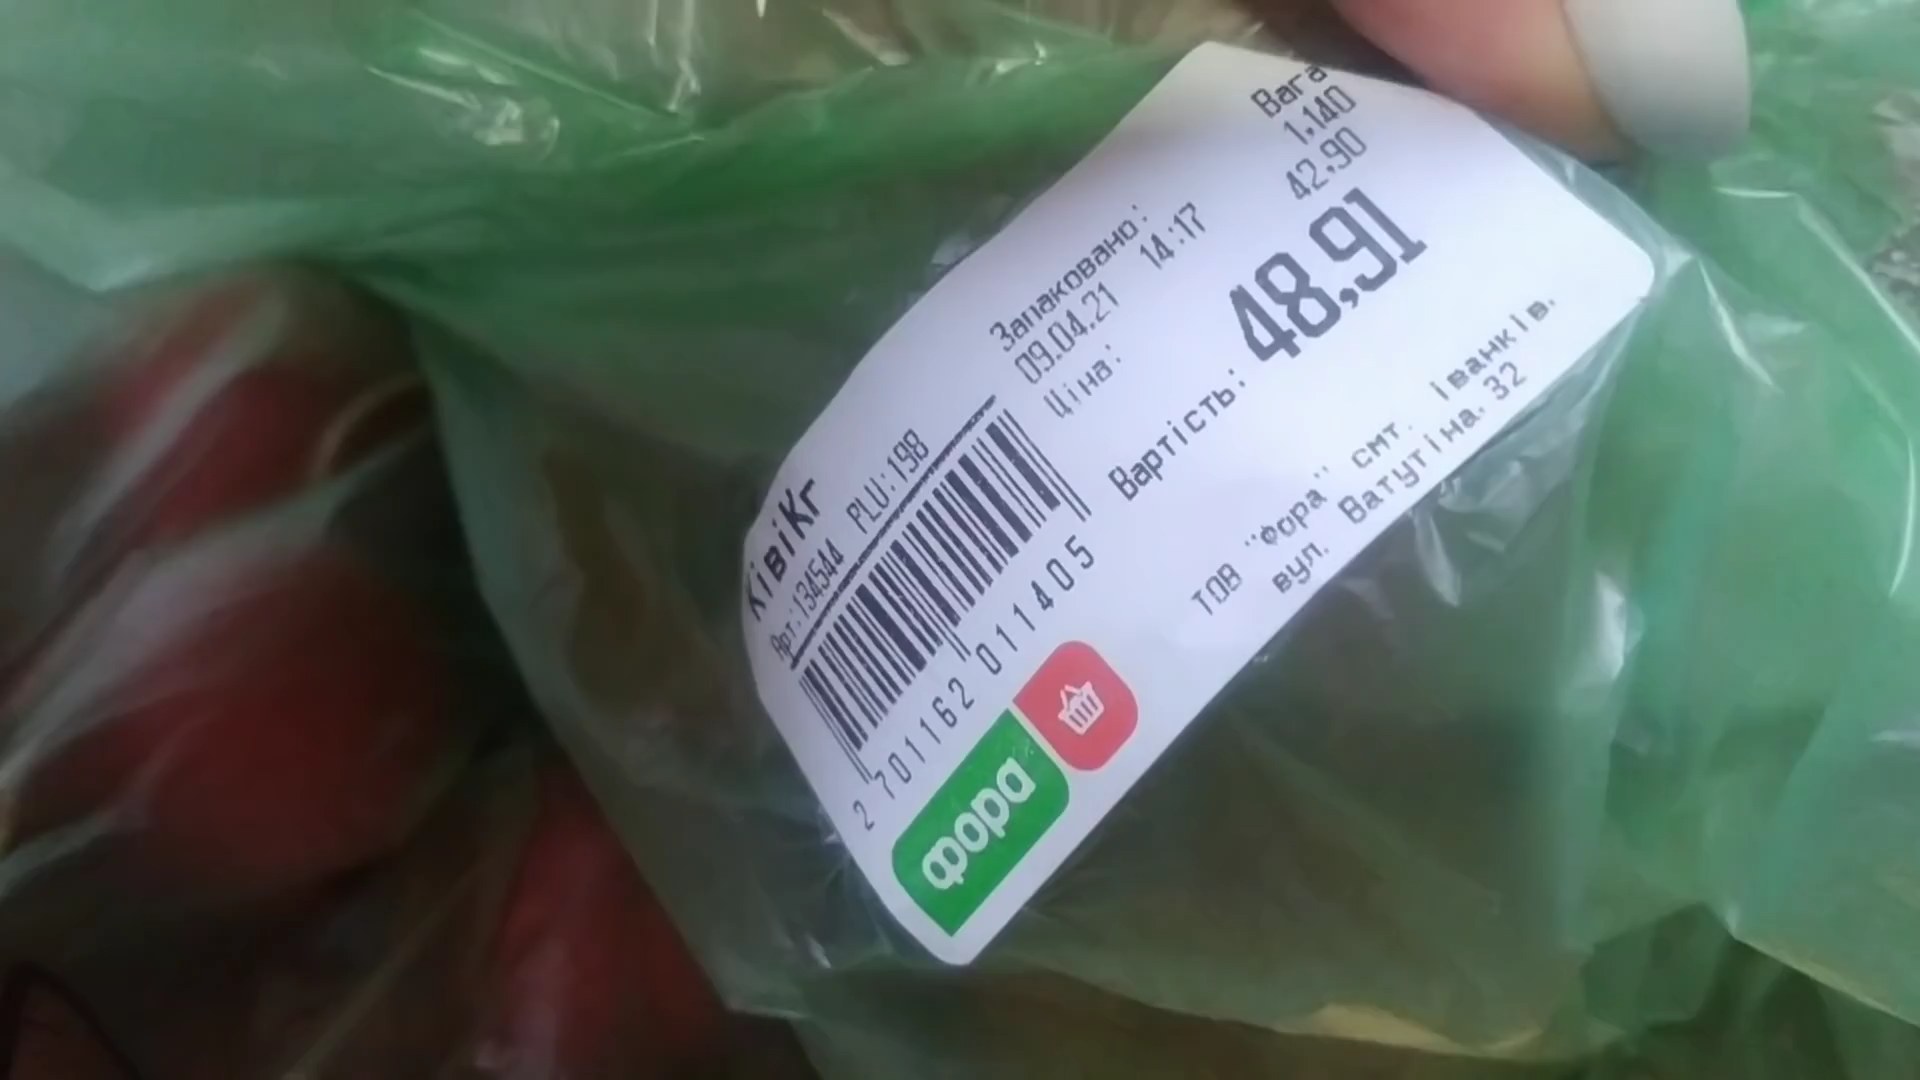 КівіКг
Арт.:134544 PLU:198
2 701162 011405
Запаковано: Вага
09.04.21 14:17 1,140
Ціна: 42,90
Вартість: 48,91
ТОВ "Фора" смт. Іванків.
вул. Ватутіна. 32
фора